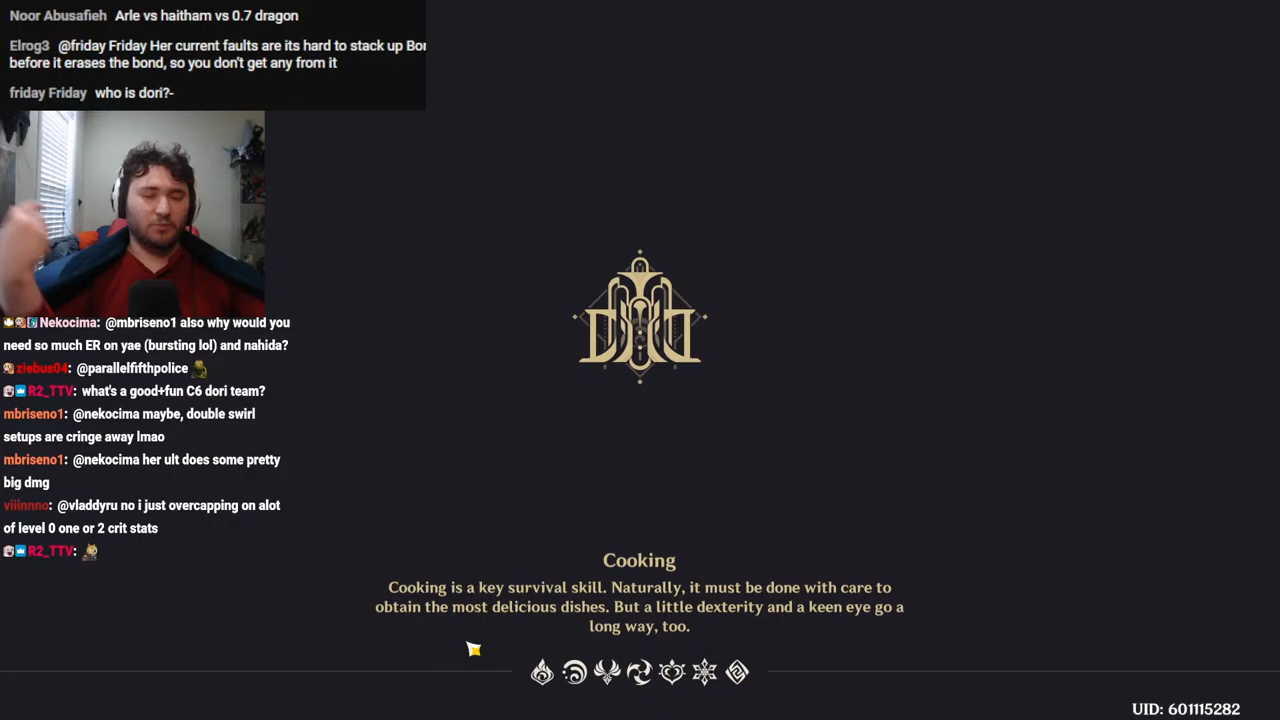 Noor Abusafieh Arle vs haitham vs 0.7 dragon
Elrog3 @friday Friday Her current faults are its hard to stack up
before it erases the bond, so you don't get any from it
friday Friday who is dori?-
Nekocima: @mbriseno1 also why would you
need so much ER on yae (bursting lol) and nahida?
ziebus04: @parallelfifthpolice
R2_TTV: what's a good+fun C6 dori team?
mbriseno1: @nekocima maybe, double swirl
setups are cringe away lmao
mbriseno1: @nekocima her ult does some pretty
big dmg
viiinnno: @vladdyru no i just overcapping on alot
of level 0 one or 2 crit stats
R2_TTV:
Cooking
Cooking is a key survival skill. Naturally, it must be done with care to
obtain the most delicious dishes. But a little dexterity and a keen eye go a
long way, too.
UID: 601115282